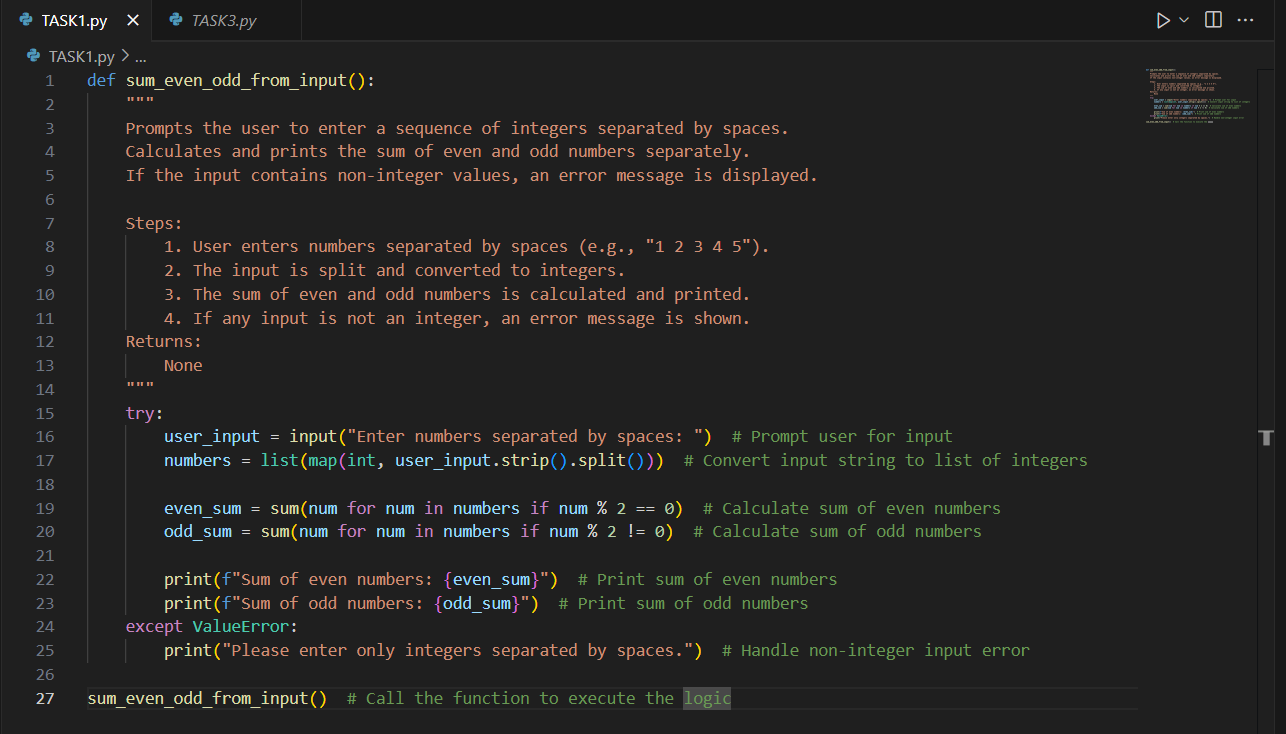 TASK1.py
TASK3.py
TASK1.py > ...
1 def sum_even_odd_from_input():
2     """
3     Prompts the user to enter a sequence of integers separated by spaces.
4     Calculates and prints the sum of even and odd numbers separately.
5     If the input contains non-integer values, an error message is displayed.
6
7     Steps:
8         1. User enters numbers separated by spaces (e.g., "1 2 3 4 5").
9         2. The input is split and converted to integers.
10         3. The sum of even and odd numbers is calculated and printed.
11         4. If any input is not an integer, an error message is shown.
12     Returns:
13         None
14     """
15     try:
16         user_input = input("Enter numbers separated by spaces: ")  # Prompt user for input
17         numbers = list(map(int, user_input.strip().split()))  # Convert input string to list of integers
18
19         even_sum = sum(num for num in numbers if num % 2 == 0)  # Calculate sum of even numbers
20         odd_sum = sum(num for num in numbers if num % 2 != 0)  # Calculate sum of odd numbers
21
22         print(f"Sum of even numbers: {even_sum}")  # Print sum of even numbers
23         print(f"Sum of odd numbers: {odd_sum}")  # Print sum of odd numbers
24     except ValueError:
25         print("Please enter only integers separated by spaces.")  # Handle non-integer input error
26
27 sum_even_odd_from_input()  # Call the function to execute the logic